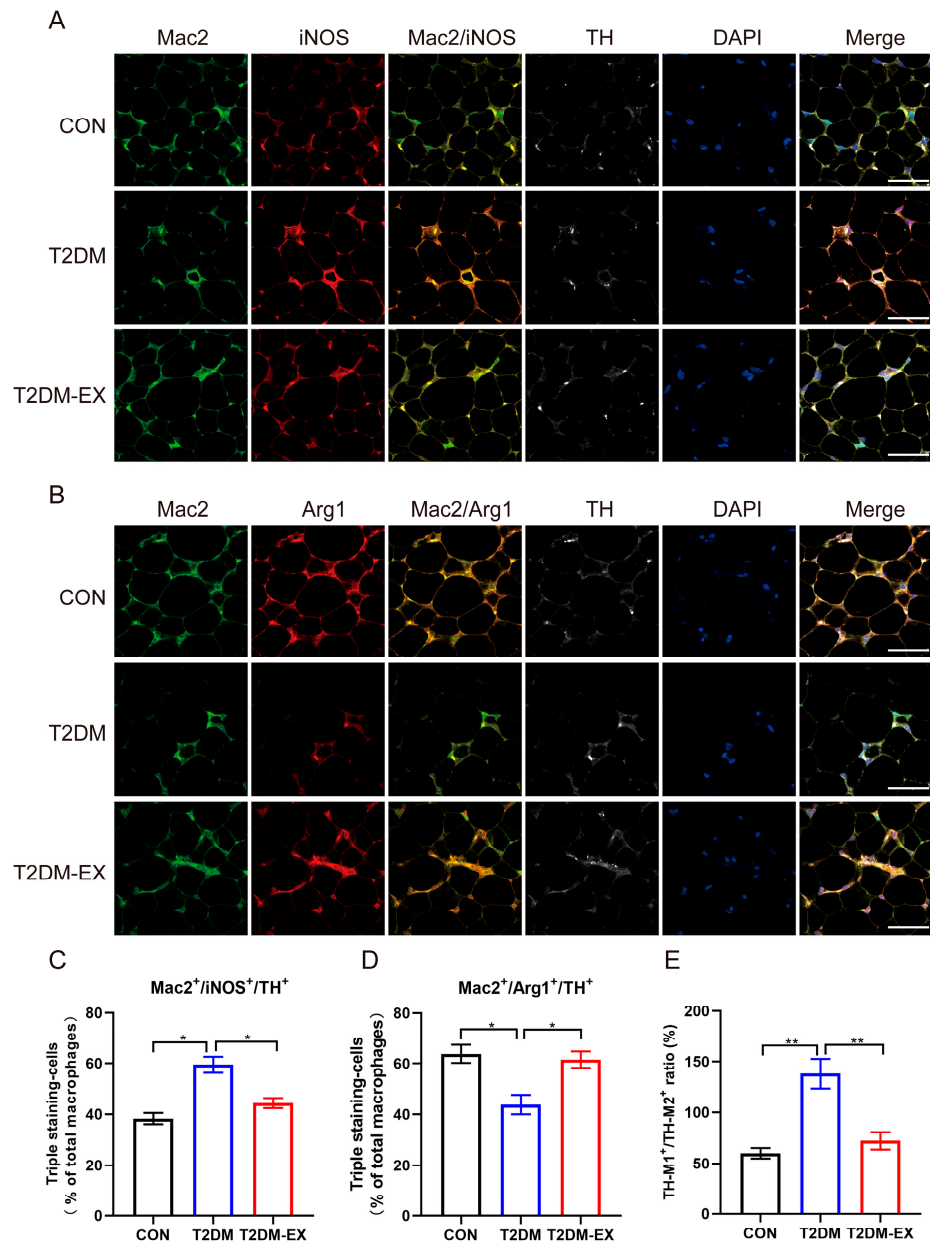 A
Mac2 iNOS Mac2/iNOS TH DAPI Merge
CON
T2DM
T2DM-EX
B
Mac2 Arg1 Mac2/Arg1 TH DAPI Merge
CON
T2DM
T2DM-EX
C
Mac2⁺/iNOS⁺/TH⁺
Triple staining-cells
( % of total macrophages)
80
60
40
20
0
* *
CON T2DM T2DM-EX
D
Mac2⁺/Arg1⁺/TH⁺
Triple staining-cells
( % of total macrophages)
80
60
40
20
0
* *
CON T2DM T2DM-EX
E
TH-M1⁺/TH-M2⁺ ratio (%)
200
150
100
50
0
** **
CON T2DM T2DM-EX